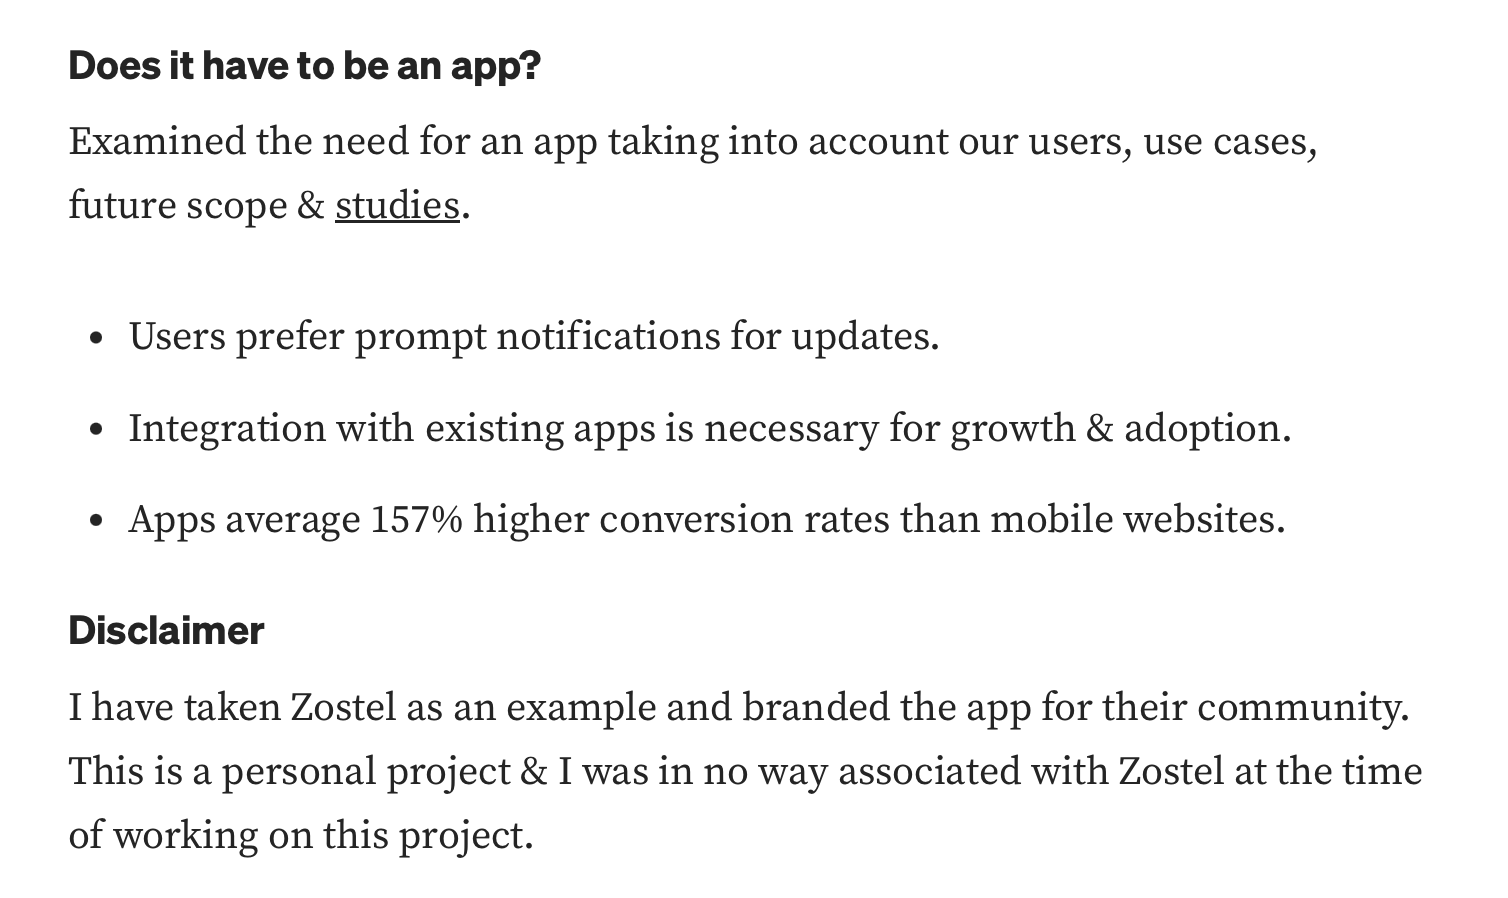 Does it have to be an app?
Examined the need for an app taking into account our users, use cases,
future scope & studies.
• Users prefer prompt notifications for updates.
• Integration with existing apps is necessary for growth & adoption.
• Apps average 157% higher conversion rates than mobile websites.
Disclaimer
I have taken Zostel as an example and branded the app for their community.
This is a personal project & I was in no way associated with Zostel at the time
of working on this project.